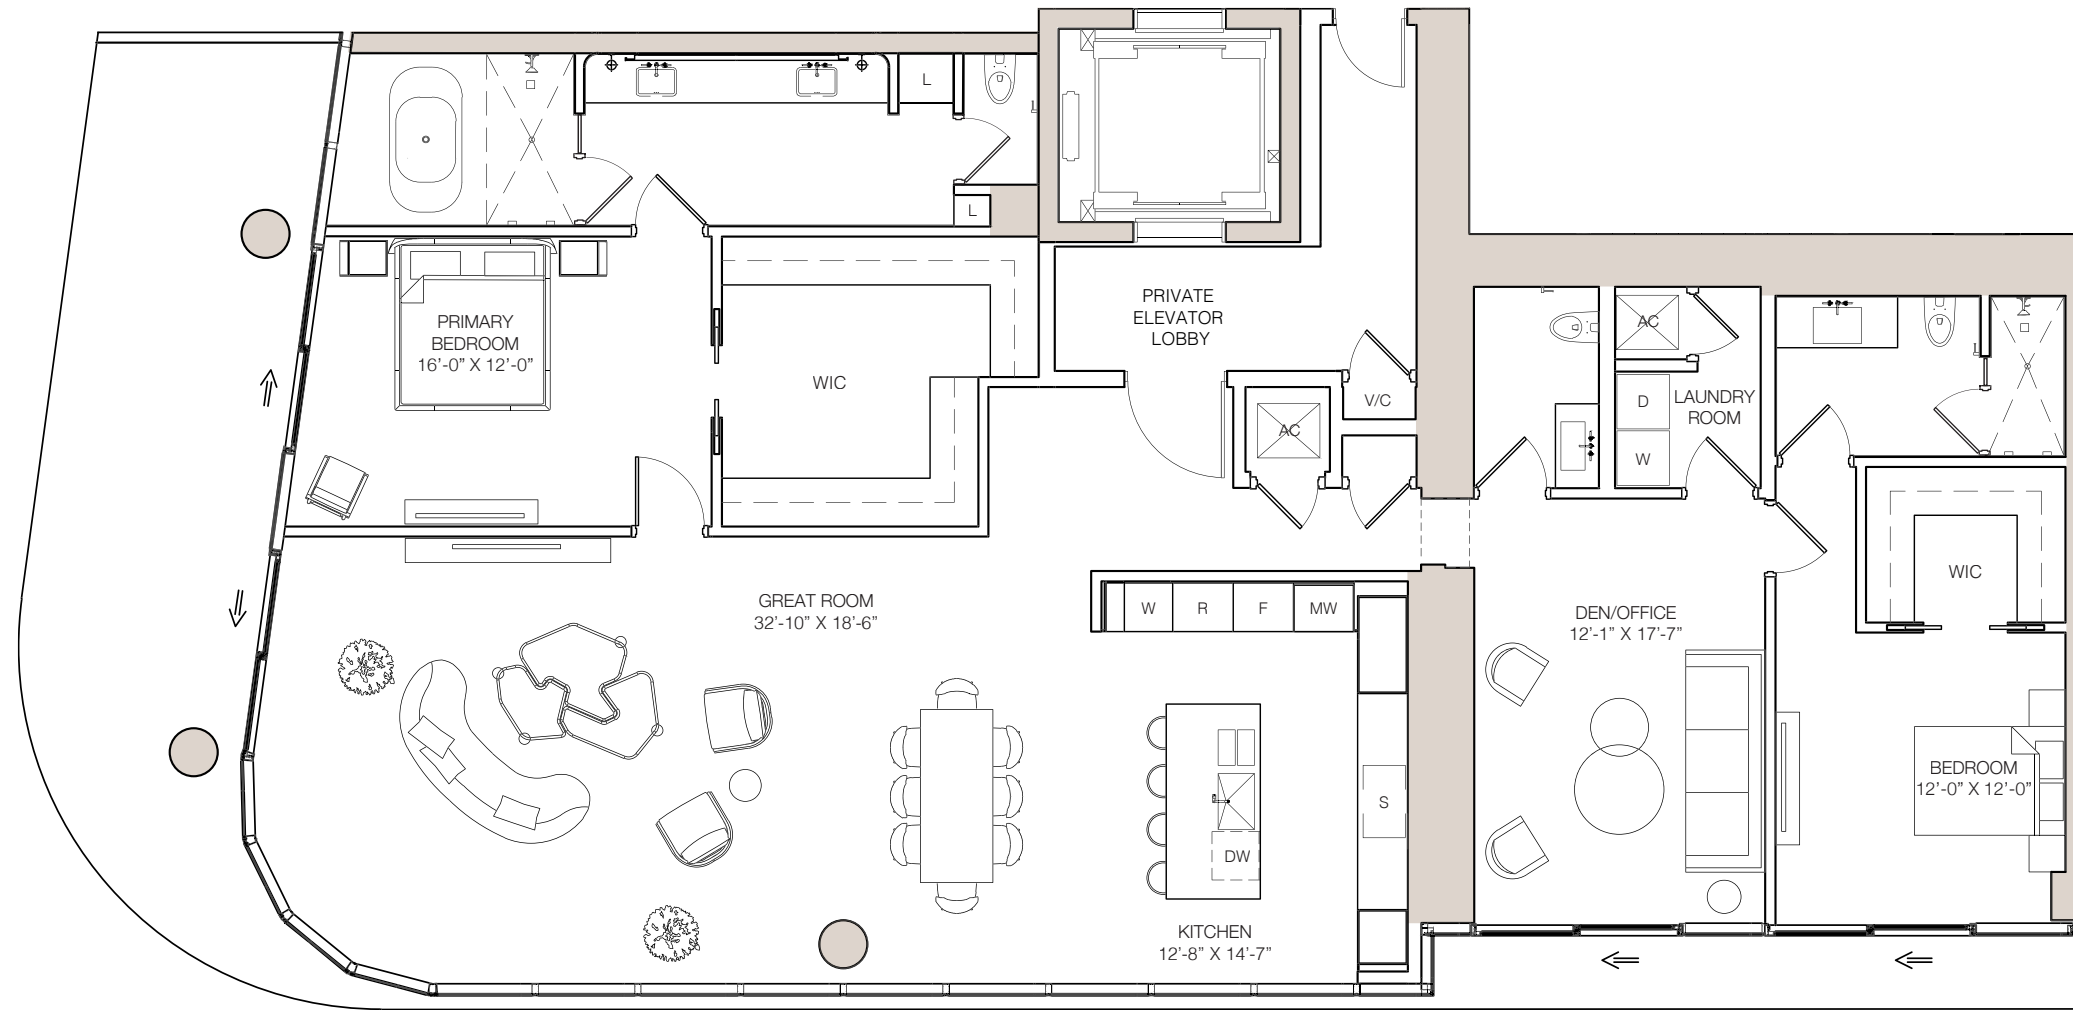 L
L
PRIMARY
BEDROOM
16’-0” X 12’-0”
WIC
PRIVATE
ELEVATOR
LOBBY
V/C
AC
AC
D
W
LAUNDRY
ROOM
WIC
GREAT ROOM
32’-10” X 18’-6”
W
R
F
MW
DEN/OFFICE
12’-1” X 17’-7”
S
DW
BEDROOM
12’-0” X 12’-0”
KITCHEN
12’-8” X 14’-7”